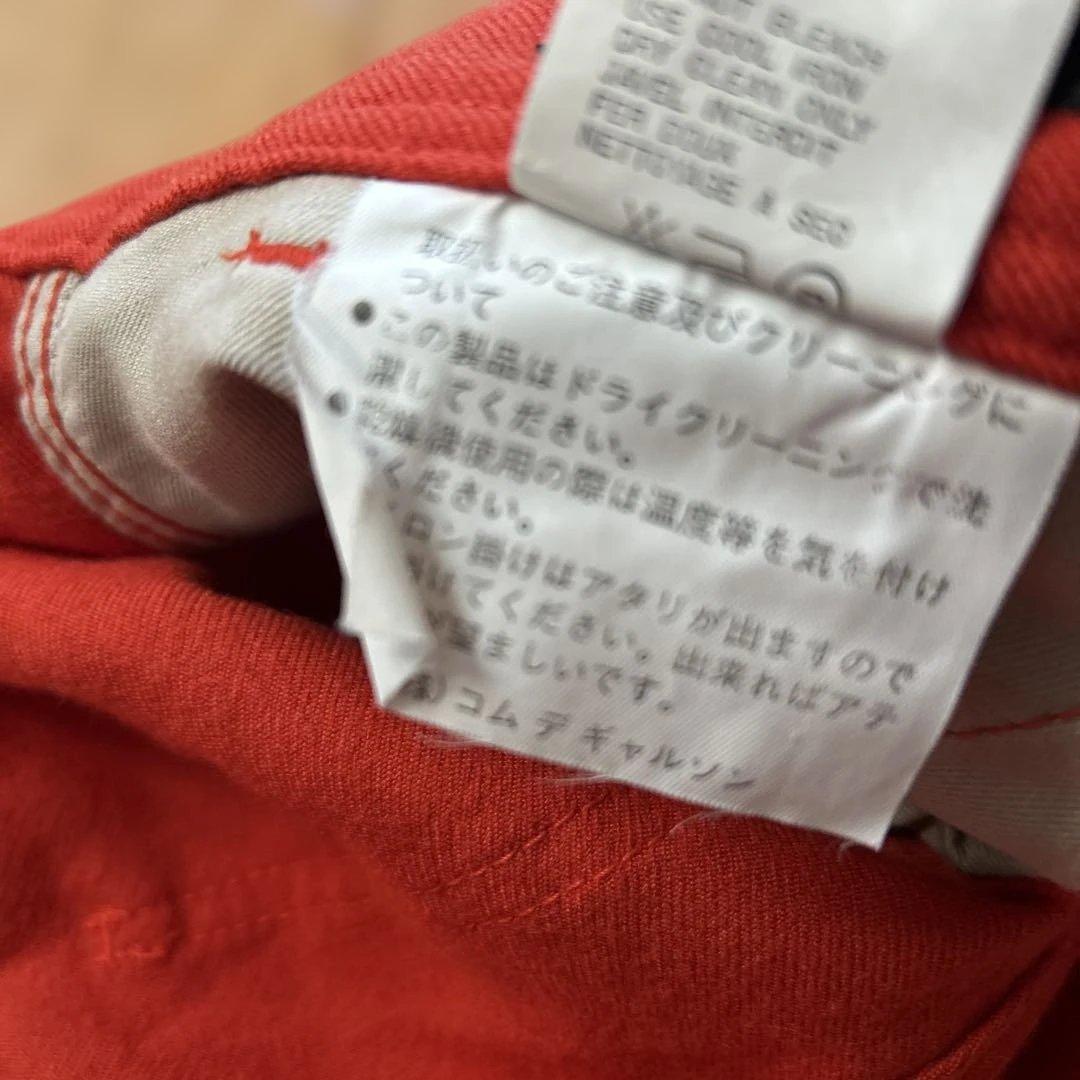 NOT BLEACH
USE COOL IRON
DRY CLEAN ONLY
JAVEL INTERDIT
FER DOUX
NETTOYAGE A SEC
取扱いのご注意及びクリーニングに
ついて
●この製品はドライクリーニングで洗
濯してください。
●乾燥機使用の際は温度等を気を付け
ください。
ロン掛けはアタリが出ますので
けてください。出来ればアテ
望ましいです。
(株)コム デ ギャルソン